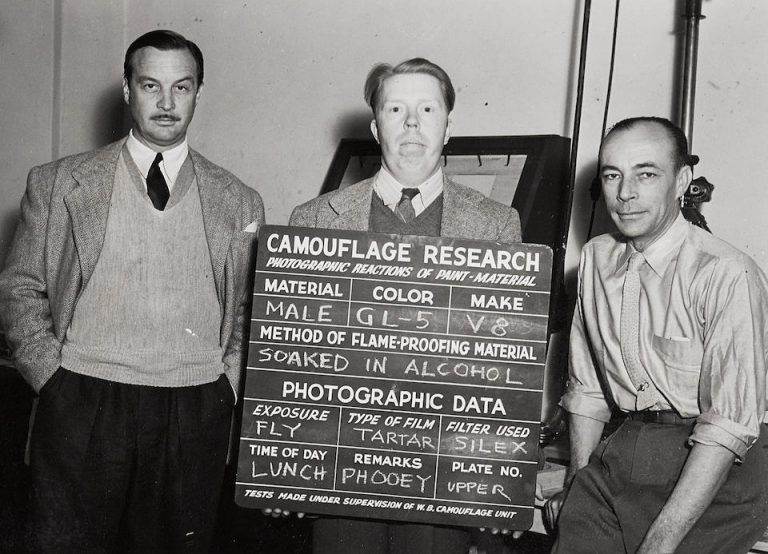 CAMOUFLAGE RESEARCH
PHOTOGRAPHIC REACTIONS OF PAINT-MATERIAL
MATERIAL COLOR MAKE
MALE GL-5 V8
METHOD OF FLAME-PROOFING MATERIAL
SOAKED IN ALCOHOL
PHOTOGRAPHIC DATA
EXPOSURE TYPE OF FILM FILTER USED
FLY TARTAR SILEX
TIME OF DAY REMARKS PLATE NO.
LUNCH PHOOEY UPPER
TESTS MADE UNDER SUPERVISION OF W.B. CAMOUFLAGE UNIT